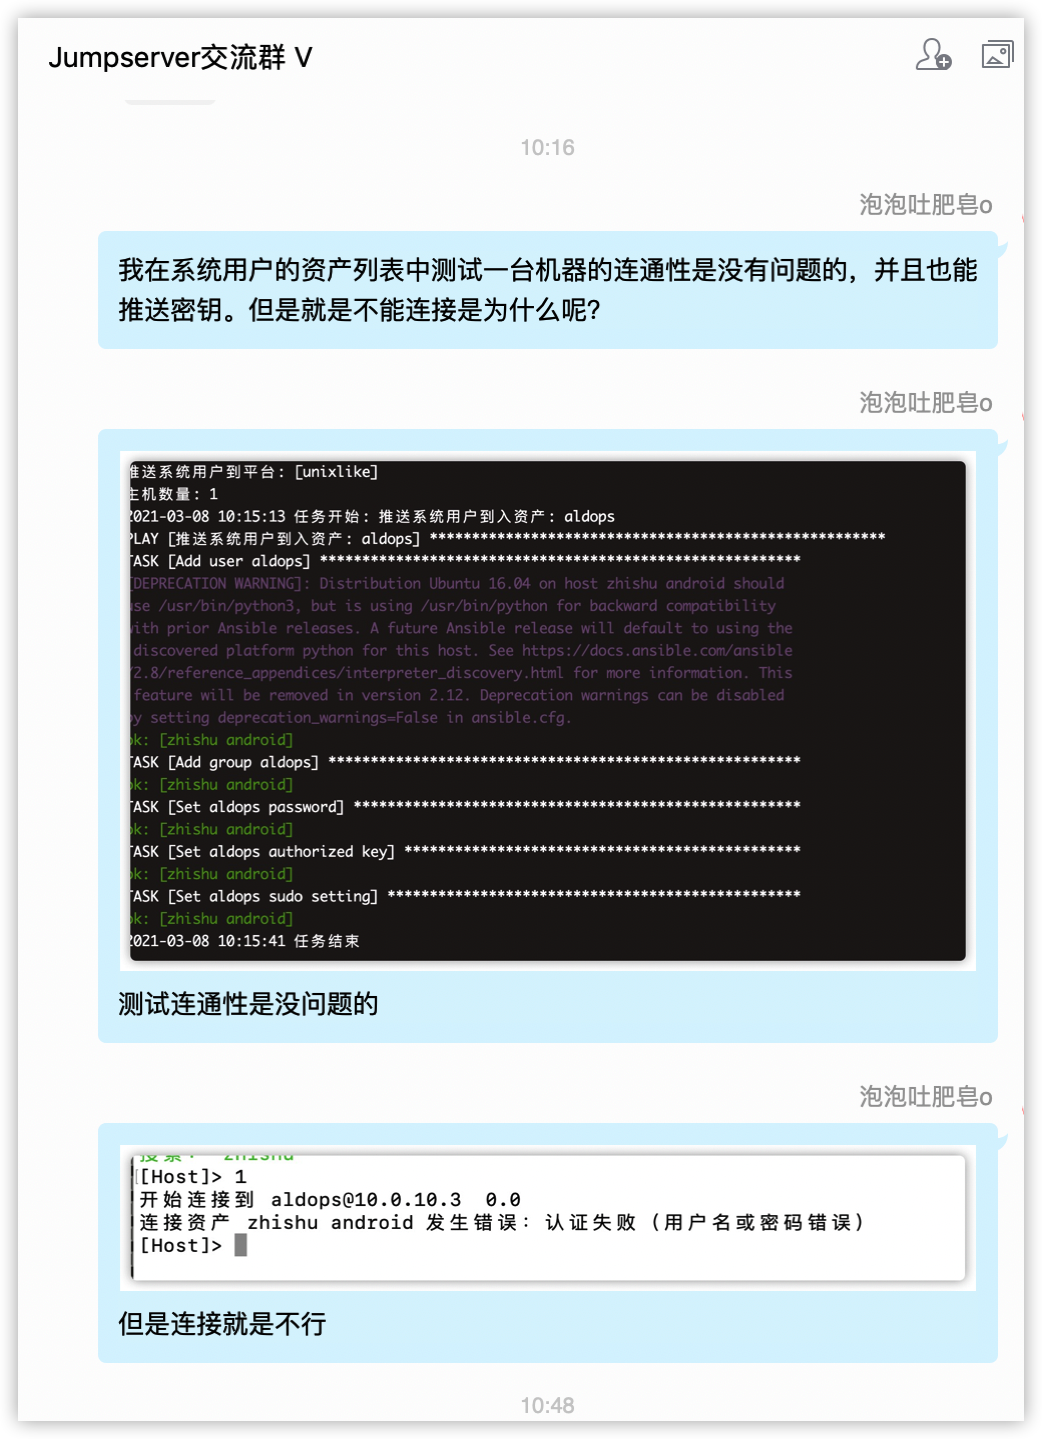 Jumpserver交流群 V
10:16
泡泡吐肥皂o
我在系统用户的资产列表中测试一台机器的连通性是没有问题的，并且也能
推送密钥。但是就是不能连接是为什么呢?
泡泡吐肥皂o
推送系统用户到平台: [unixlike]
主机数量: 1
2021-03-08 10:15:13 任务开始: 推送系统用户到入资产: aldops
PLAY [推送系统用户到入资产: aldops] ******************************************************
TASK [Add user aldops] *********************************************************
[DEPRECATION WARNING]: Distribution Ubuntu 16.04 on host zhishu android should
use /usr/bin/python3, but is using /usr/bin/python for backward compatibility
with prior Ansible releases. A future Ansible release will default to using the
discovered platform python for this host. See https://docs.ansible.com/ansible
/2.8/reference_appendices/interpreter_discovery.html for more information. This
feature will be removed in version 2.12. Deprecation warnings can be disabled
by setting deprecation_warnings=False in ansible.cfg.
ok: [zhishu android]
TASK [Add group aldops] ********************************************************
ok: [zhishu android]
TASK [Set aldops password] *****************************************************
ok: [zhishu android]
TASK [Set aldops authorized key] ***********************************************
ok: [zhishu android]
TASK [Set aldops sudo setting] *************************************************
ok: [zhishu android]
2021-03-08 10:15:41 任务结束
测试连通性是没问题的
泡泡吐肥皂o
搜索: zhishu
[Host]> 1
开始连接到 aldops@10.0.10.3 0.0
连接资产 zhishu android 发生错误: 认证失败 (用户名或密码错误)
[Host]>
但是连接就是不行
10:48